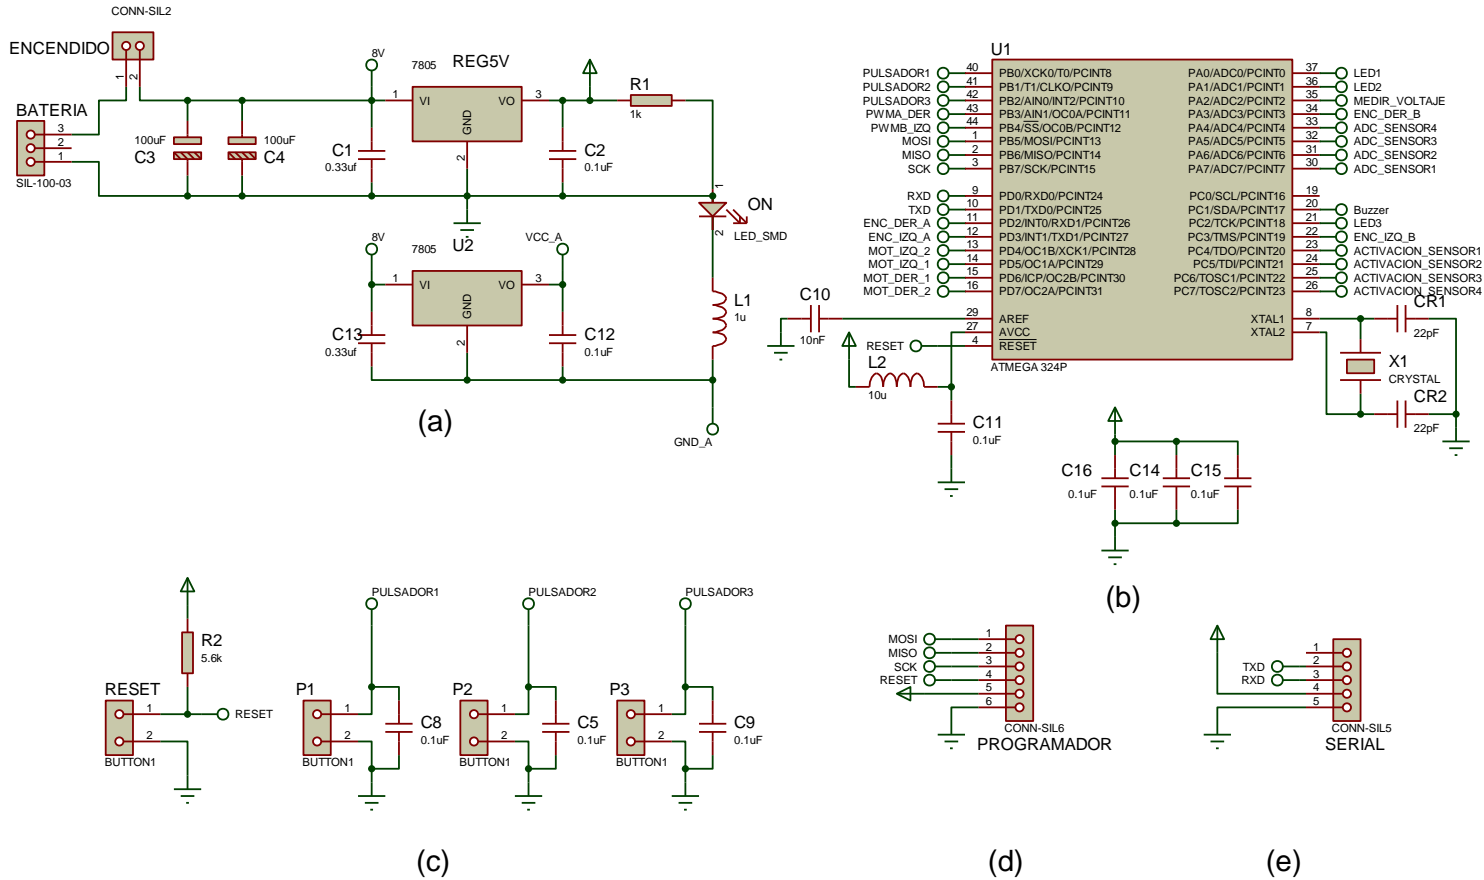 CONN-SIL2
ENCENDIDO
1
2
BATERIA
3
2
1
SIL-100-03
100uF
C3
100uF
C4
8V
7805
REG5V
1
VI
VO
3
GND
2
C1
0.33uf
C2
0.1uF
R1
1k
1
ON
2
LED_SMD
8V
7805
U2
VCC_A
1
VI
VO
3
GND
2
C13
0.33uf
C12
0.1uF
L1
1u
GND_A
(a)
U1
PULSADOR1 40 PB0/XCK0/T0/PCINT8
PULSADOR2 41 PB1/T1/CLKO/PCINT9
PULSADOR3 42 PB2/AIN0/INT2/PCINT10
PWMA_DER 43 PB3/AIN1/OC0A/PCINT11
PWMB_IZQ 44 PB4/SS/OC0B/PCINT12
MOSI 1 PB5/MOSI/PCINT13
MISO 2 PB6/MISO/PCINT14
SCK 3 PB7/SCK/PCINT15
RXD 9 PD0/RXD0/PCINT24
TXD 10 PD1/TXD0/PCINT25
ENC_DER_A 11 PD2/INT0/RXD1/PCINT26
ENC_IZQ_A 12 PD3/INT1/TXD1/PCINT27
MOT_IZQ_2 13 PD4/OC1B/XCK1/PCINT28
MOT_IZQ_1 14 PD5/OC1A/PCINT29
MOT_DER_1 15 PD6/ICP/OC2B/PCINT30
MOT_DER_2 16 PD7/OC2A/PCINT31
29 AREF
27 AVCC
RESET 4 RESET
ATMEGA 324P
PA0/ADC0/PCINT0 37 LED1
PA1/ADC1/PCINT1 36 LED2
PA2/ADC2/PCINT2 35 MEDIR_VOLTAJE
PA3/ADC3/PCINT3 34 ENC_DER_B
PA4/ADC4/PCINT4 33 ADC_SENSOR4
PA5/ADC5/PCINT5 32 ADC_SENSOR3
PA6/ADC6/PCINT6 31 ADC_SENSOR2
PA7/ADC7/PCINT7 30 ADC_SENSOR1
PC0/SCL/PCINT16 19
PC1/SDA/PCINT17 20 Buzzer
PC2/TCK/PCINT18 21 LED3
PC3/TMS/PCINT19 22 ENC_IZQ_B
PC4/TDO/PCINT20 23 ACTIVACION_SENSOR1
PC5/TDI/PCINT21 24 ACTIVACION_SENSOR2
PC6/TOSC1/PCINT22 25 ACTIVACION_SENSOR3
PC7/TOSC2/PCINT23 26 ACTIVACION_SENSOR4
XTAL1 8
XTAL2 7
C10
10nF
L2
10u
C11
0.1uF
CR1
22pF
X1
CRYSTAL
CR2
22pF
C16
0.1uF
C14
0.1uF
C15
0.1uF
(b)
R2
5.6k
RESET
1
2
RESET
BUTTON1
PULSADOR1
P1
1
2
BUTTON1
C8
0.1uF
PULSADOR2
P2
1
2
BUTTON1
C5
0.1uF
PULSADOR3
P3
1
2
BUTTON1
C9
0.1uF
(c)
MOSI 1
MISO 2
SCK 3
RESET 4
5
6
CONN-SIL6
PROGRAMADOR
(d)
1
TXD 2
RXD 3
4
5
CONN-SIL5
SERIAL
(e)